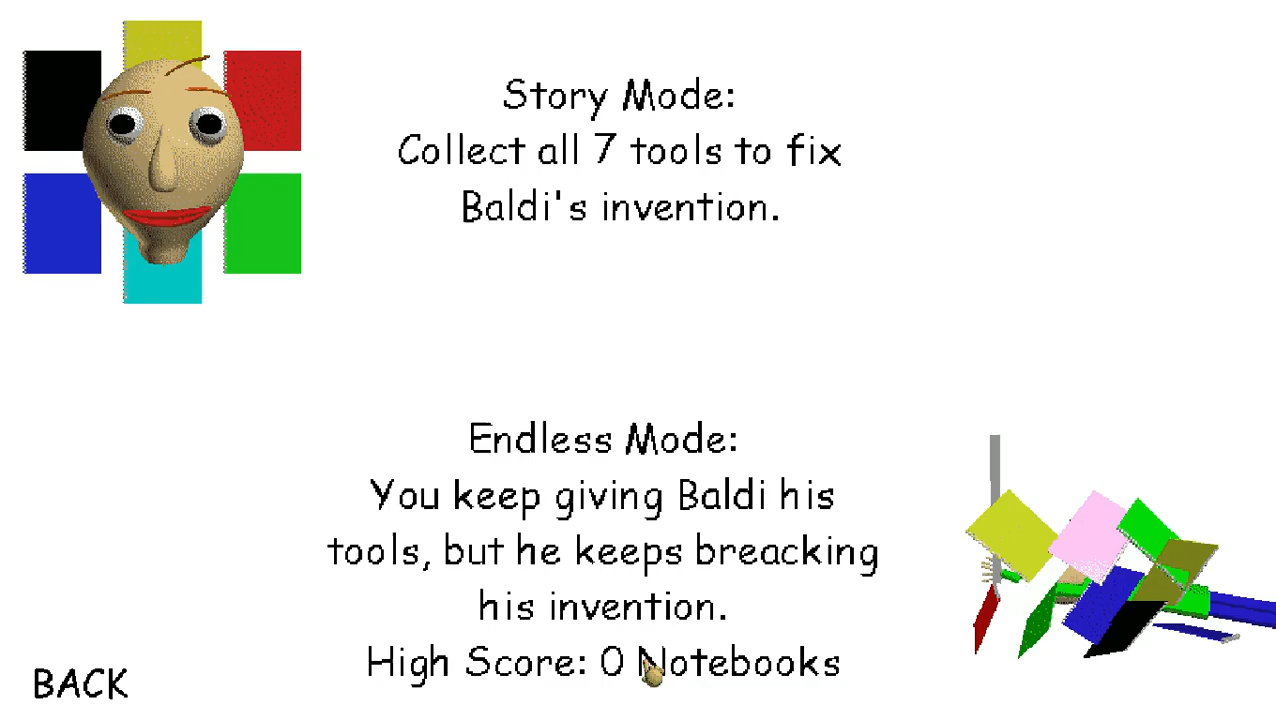 Story Mode:
Collect all 7 tools to fix
Baldi's invention.
Endless Mode:
You keep giving Baldi his
tools, but he keeps breacking
his invention.
High Score: 0 Notebooks
BACK